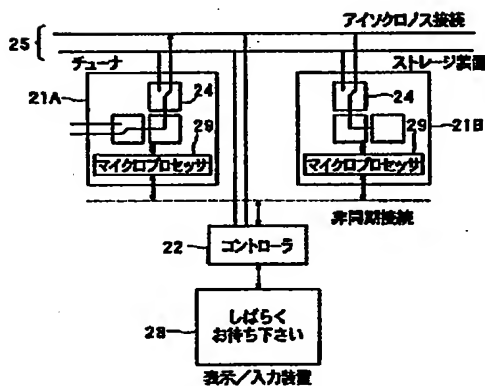 アイソクロノス接続
25
チューナ
ストレージ装置
24
24
21A
29
29
21B
マイクロプロセッサ
マイクロプロセッサ
非同期接続
22
コントローラ
しばらく
お待ち下さい
28
表示/入力装置